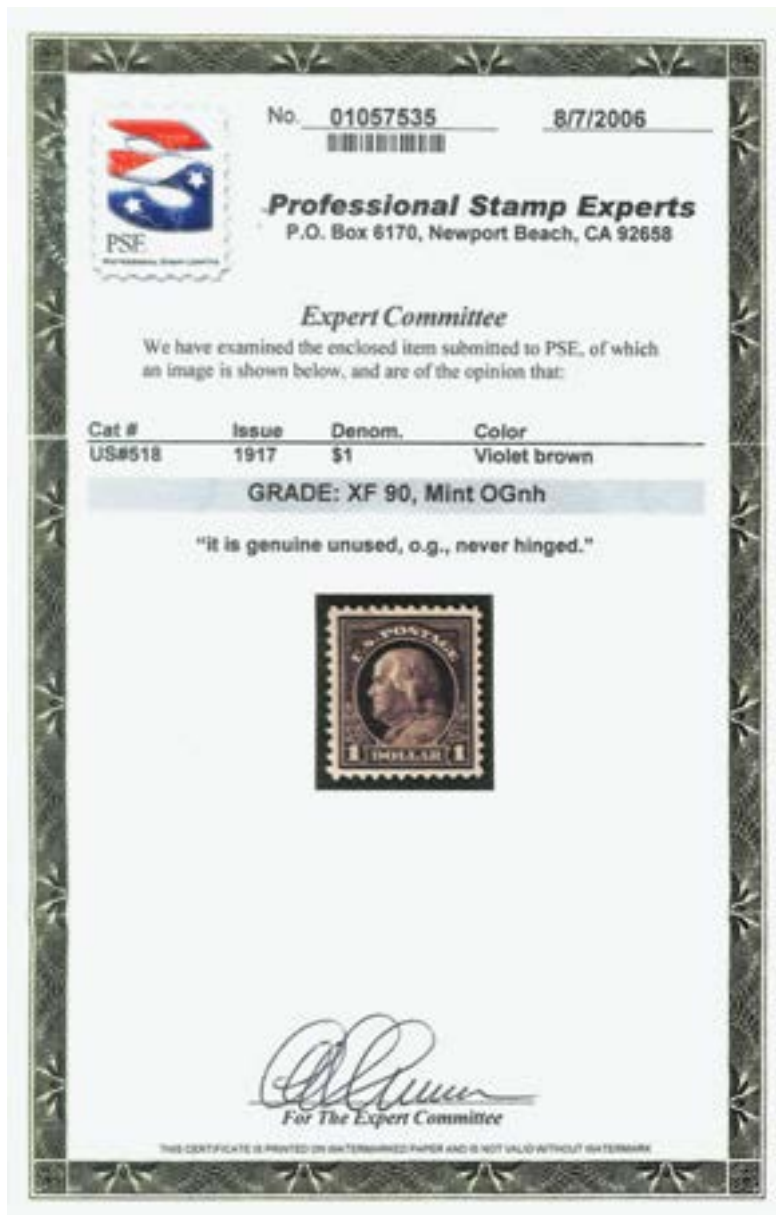 No. 01057535 8/7/2006
PSE
PROFESSIONAL STAMP EXPERTS
Professional Stamp Experts
P.O. Box 6170, Newport Beach, CA 92658
Expert Committee
We have examined the enclosed item submitted to PSE, of which
an image is shown below, and are of the opinion that:
Cat # Issue Denom. Color
US#518 1917 $1 Violet brown
GRADE: XF 90, Mint OGnh
"it is genuine unused, o.g., never hinged."
U.S. POSTAGE
1 DOLLAR 1
For The Expert Committee
THIS CERTIFICATE IS PRINTED ON WATERMARKED PAPER AND IS NOT VALID WITHOUT WATERMARK